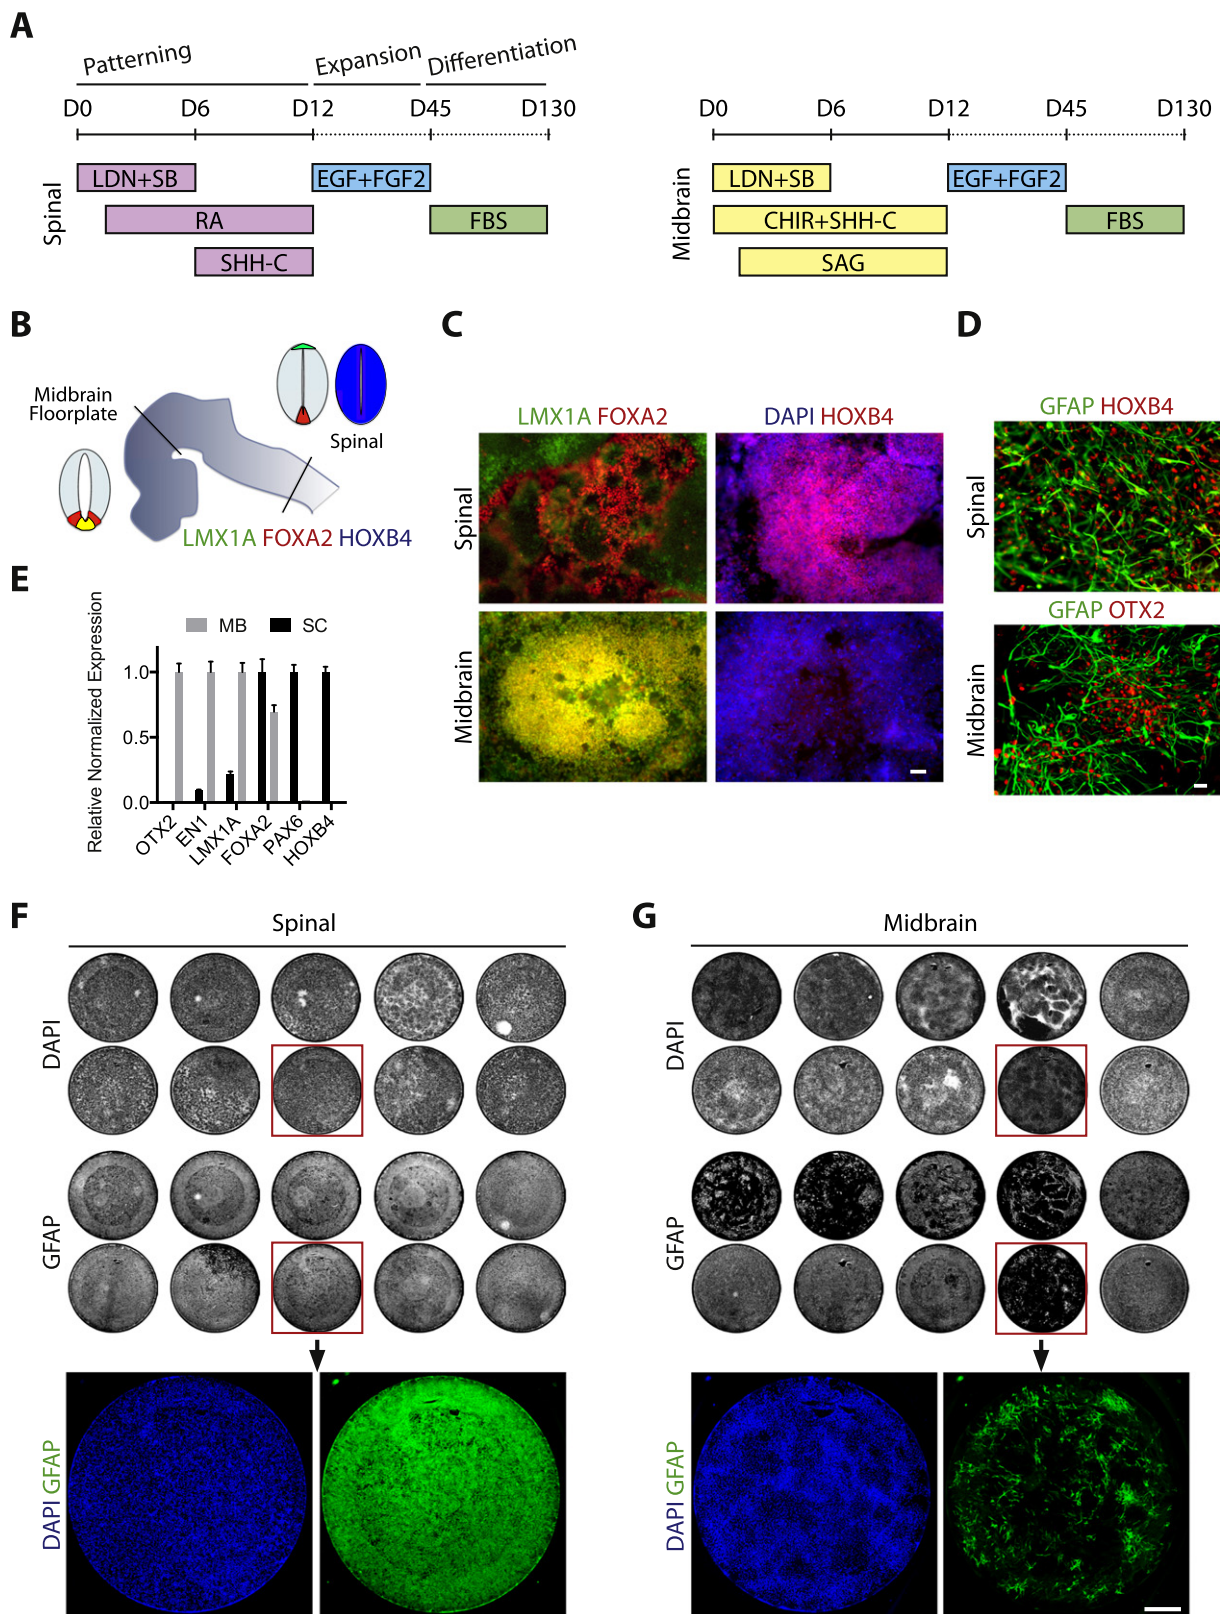 A
Patterning Expansion Differentiation
D0 D6 D12 D45 D130
Spinal
LDN+SB
EGF+FGF2
RA
FBS
SHH-C
D0 D6 D12 D45 D130
Midbrain
LDN+SB
EGF+FGF2
CHIR+SHH-C
FBS
SAG
B
Midbrain
Floorplate
Spinal
LMX1A FOXA2 HOXB4
C
LMX1A FOXA2
DAPI HOXB4
Spinal
Midbrain
D
GFAP HOXB4
Spinal
GFAP OTX2
Midbrain
E
MB SC
Relative Normalized Expression
1.0
0.5
0.0
OTX2 EN1 LMX1A FOXA2 PAX6 HOXB4
F
Spinal
DAPI
GFAP
DAPI GFAP
G
Midbrain
DAPI
GFAP
DAPI GFAP